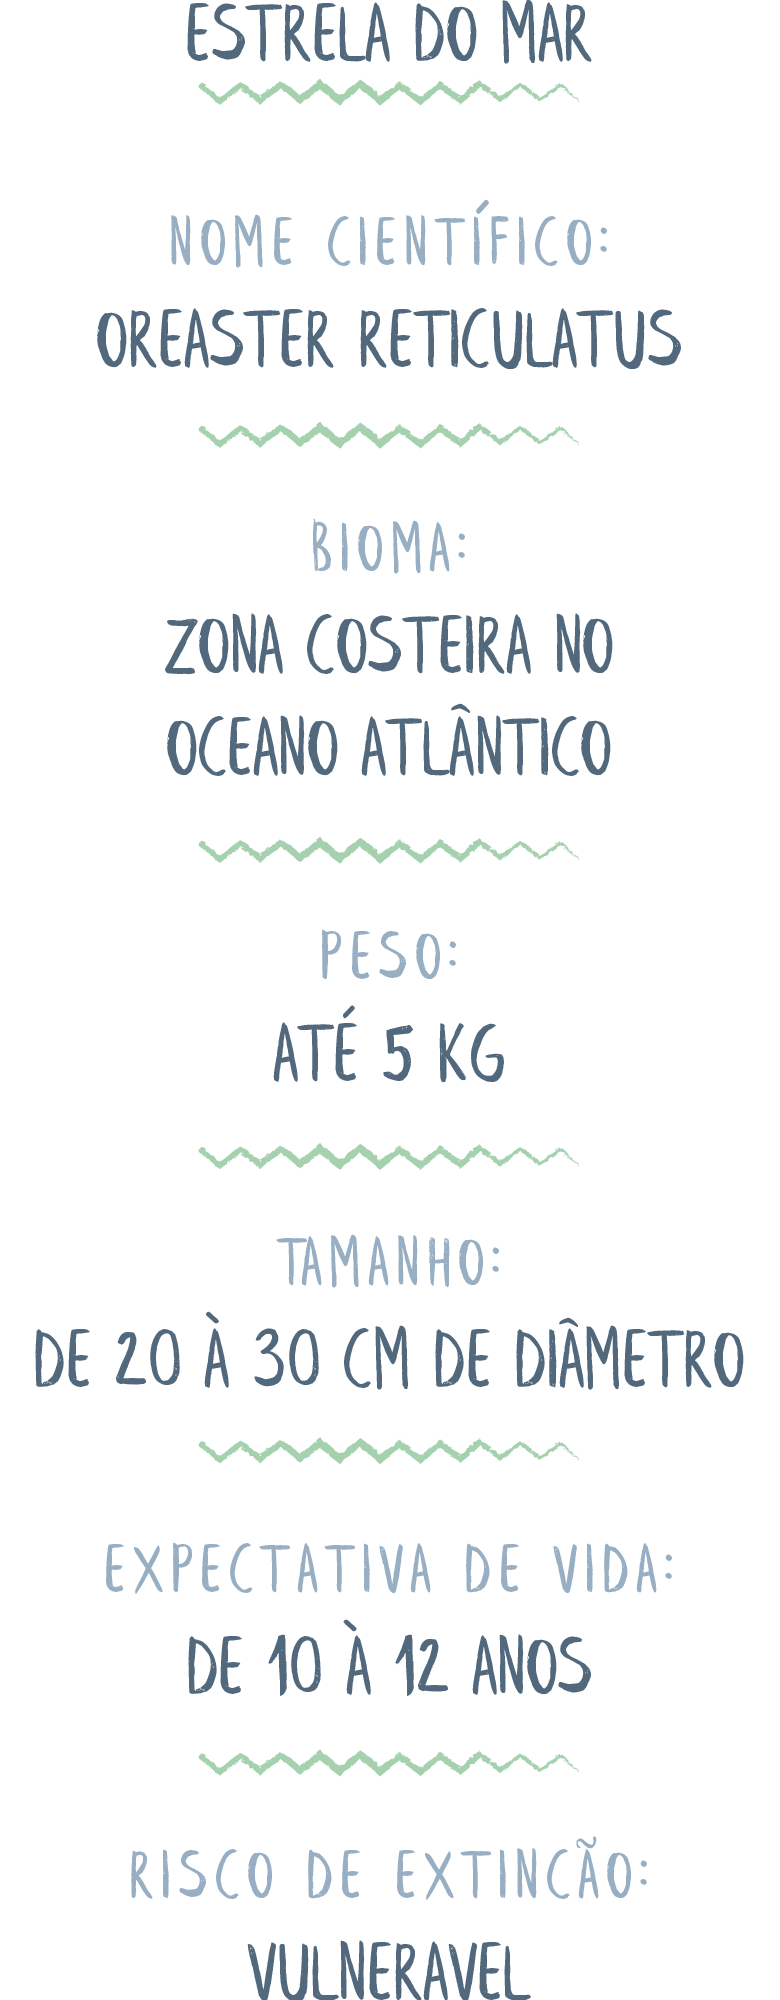 ESTRELA DO MAR
NOME CIENTÍFICO:
OREASTER RETICULATUS
BIOMA:
ZONA COSTEIRA NO
OCEANO ATLÂNTICO
PESO:
ATÉ 5 KG
TAMANHO:
DE 20 À 30 CM DE DIÂMETRO
EXPECTATIVA DE VIDA:
DE 10 À 12 ANOS
RISCO DE EXTINCÃO:
VULNERAVEL